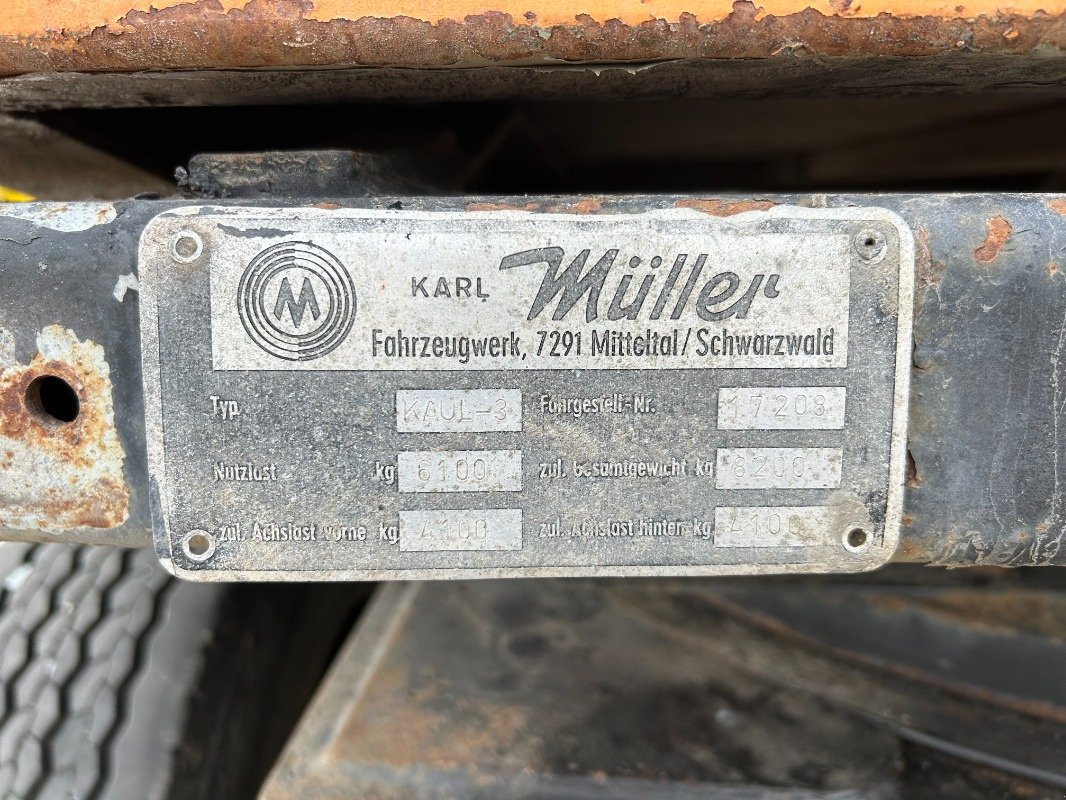 M KARL Müller
Fahrzeugwerk, 7291 Mitteltal/Schwarzwald
Typ KAUL-3 Fahrgestell-Nr. 17208
Nutzlast kg 6100 zul. Gesamtgewicht kg 8200
zul. Achslast vorne kg 4100 zul. Achslast hinten kg 4100